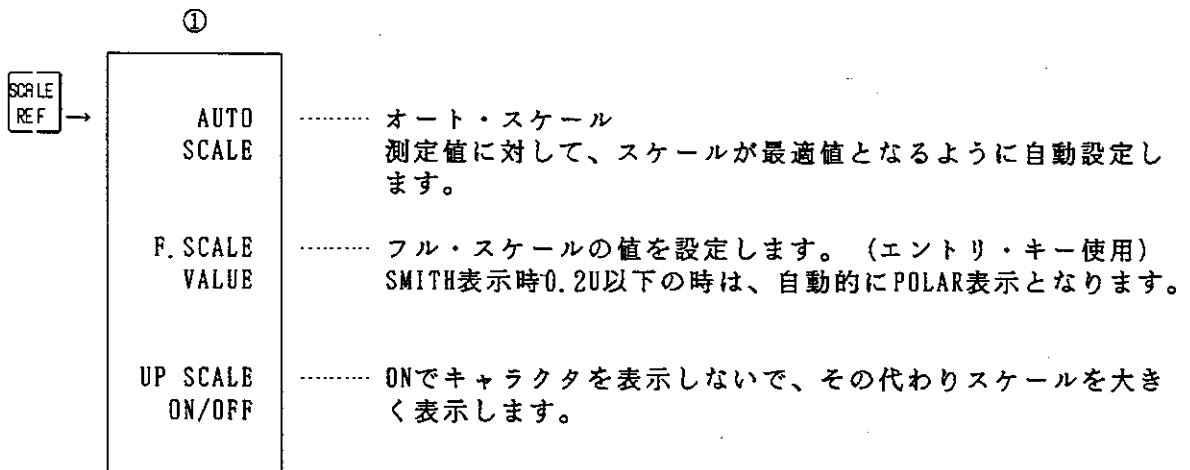 ①
SCALE
REF →
AUTO ……… オート・スケール
SCALE 測定値に対して、スケールが最適値となるように自動設定し
ます。
F.SCALE ……… フル・スケールの値を設定します。(エントリ・キー使用)
VALUE SMITH表示時0.2U以下の時は、自動的にPOLAR表示となります。
UP SCALE ……… ONでキャラクタを表示しないで、その代わりスケールを大き
ON/OFF く表示します。